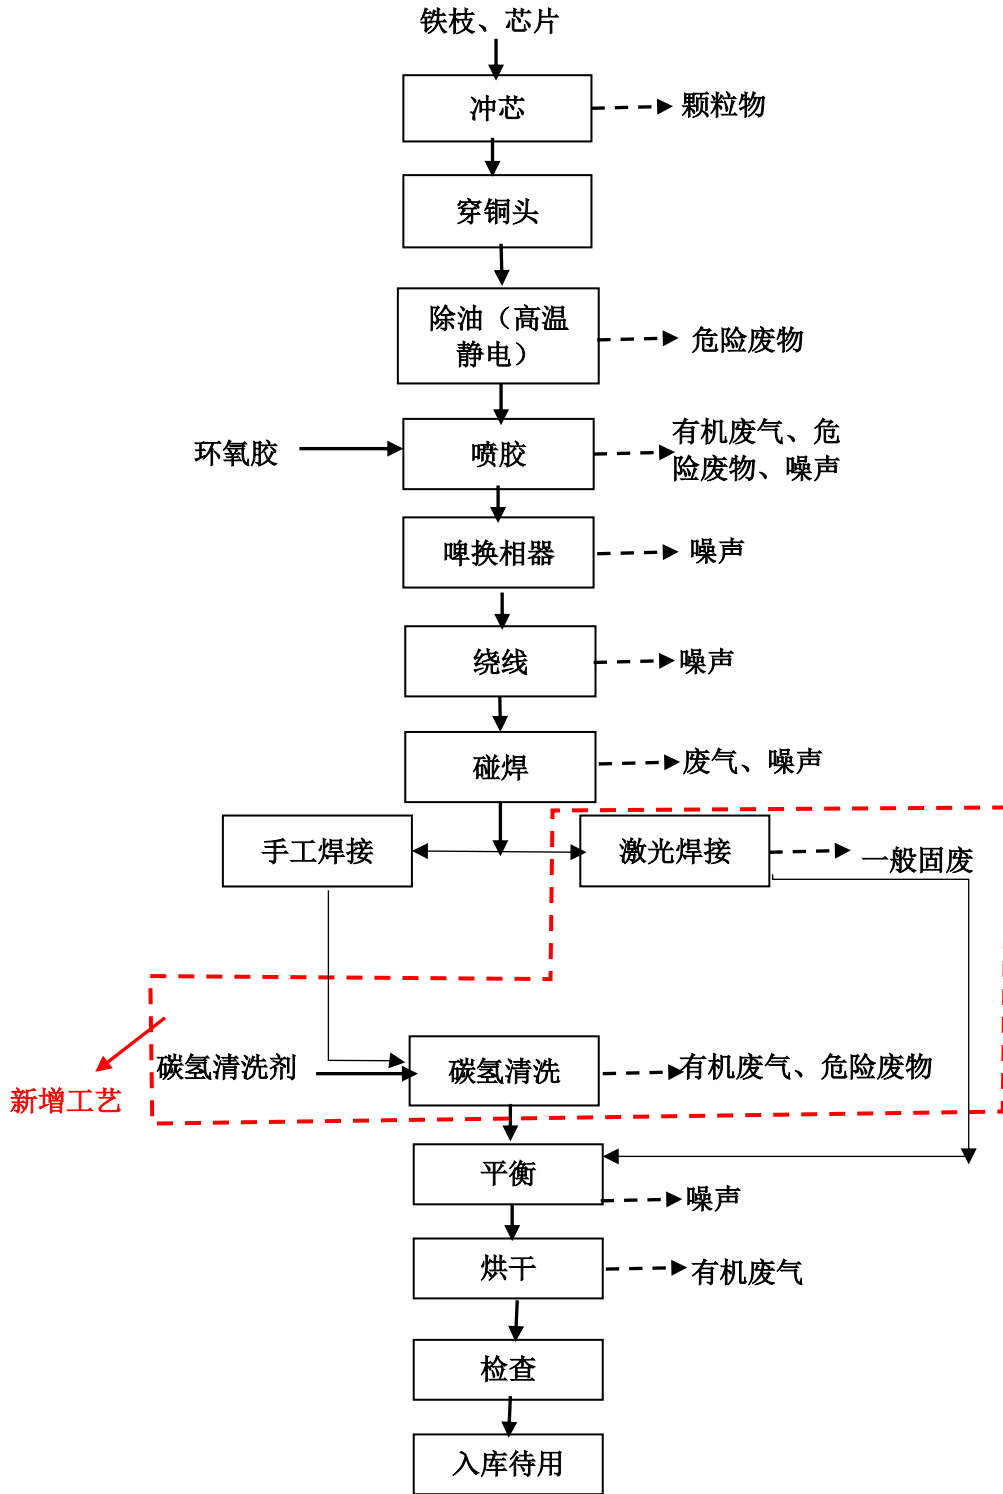 铁枝、芯片
冲芯
颗粒物
穿铜头
除油（高温
静电）
危险废物
环氧胶
喷胶
有机废气、危
险废物、噪声
啤换相器
噪声
绕线
噪声
碰焊
废气、噪声
手工焊接
激光焊接
一般固废
碳氢清洗剂
碳氢清洗
有机废气、危险废物
新增工艺
平衡
噪声
烘干
有机废气
检查
入库待用